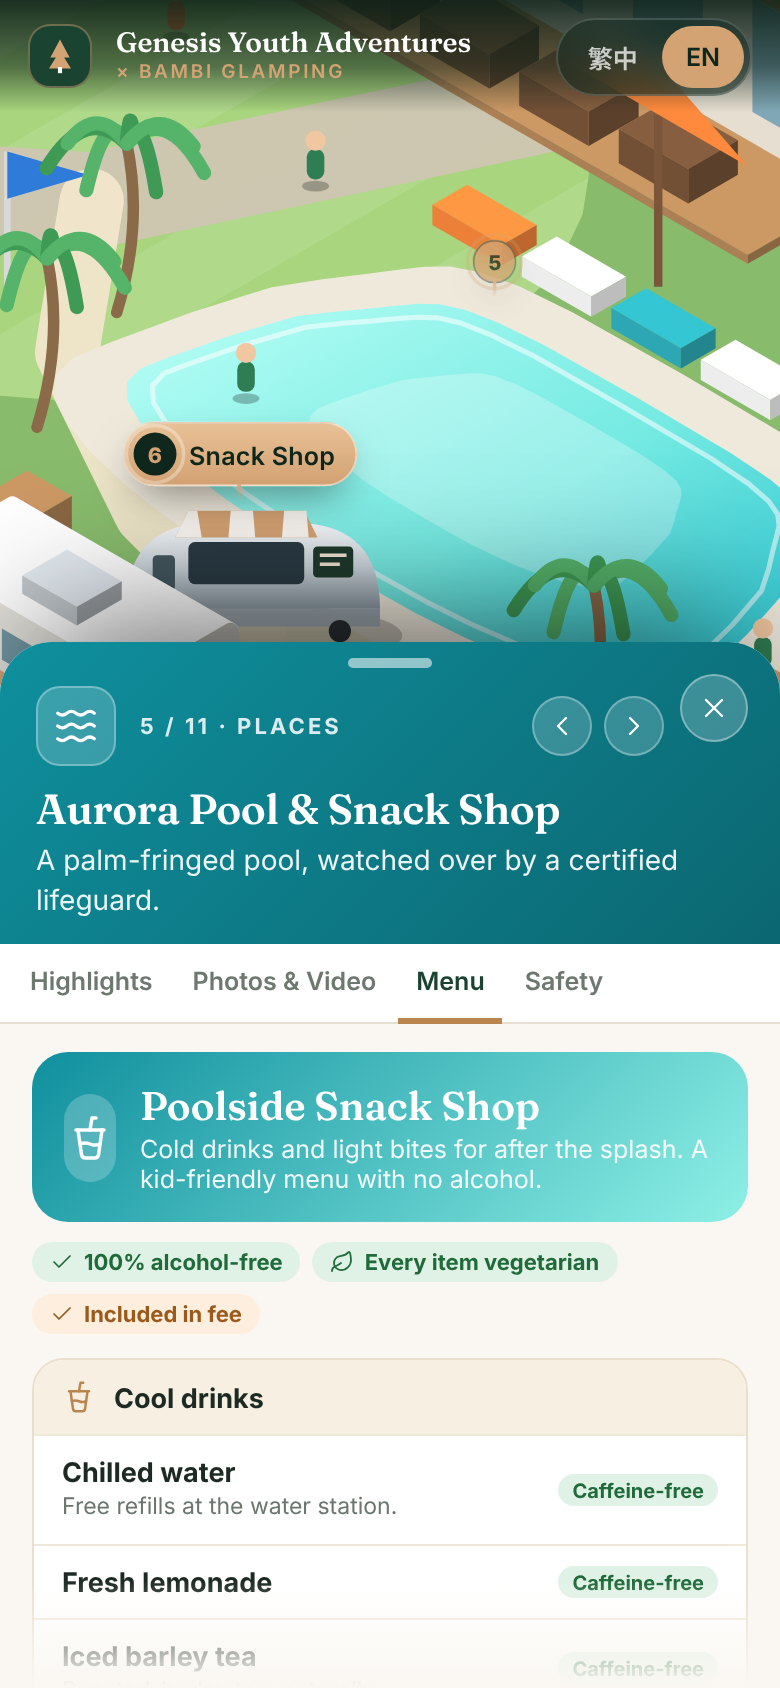 Genesis Youth Adventures
× BAMBI GLAMPING
繁中
EN
5
6
Snack Shop
5 / 11 · PLACES
Aurora Pool & Snack Shop
A palm-fringed pool, watched over by a certified
lifeguard.
Highlights
Photos & Video
Menu
Safety
Poolside Snack Shop
Cold drinks and light bites for after the splash. A
kid-friendly menu with no alcohol.
100% alcohol-free
Every item vegetarian
Included in fee
Cool drinks
Chilled water
Free refills at the water station.
Caffeine-free
Fresh lemonade
Caffeine-free
Iced barley tea
Caffeine-free